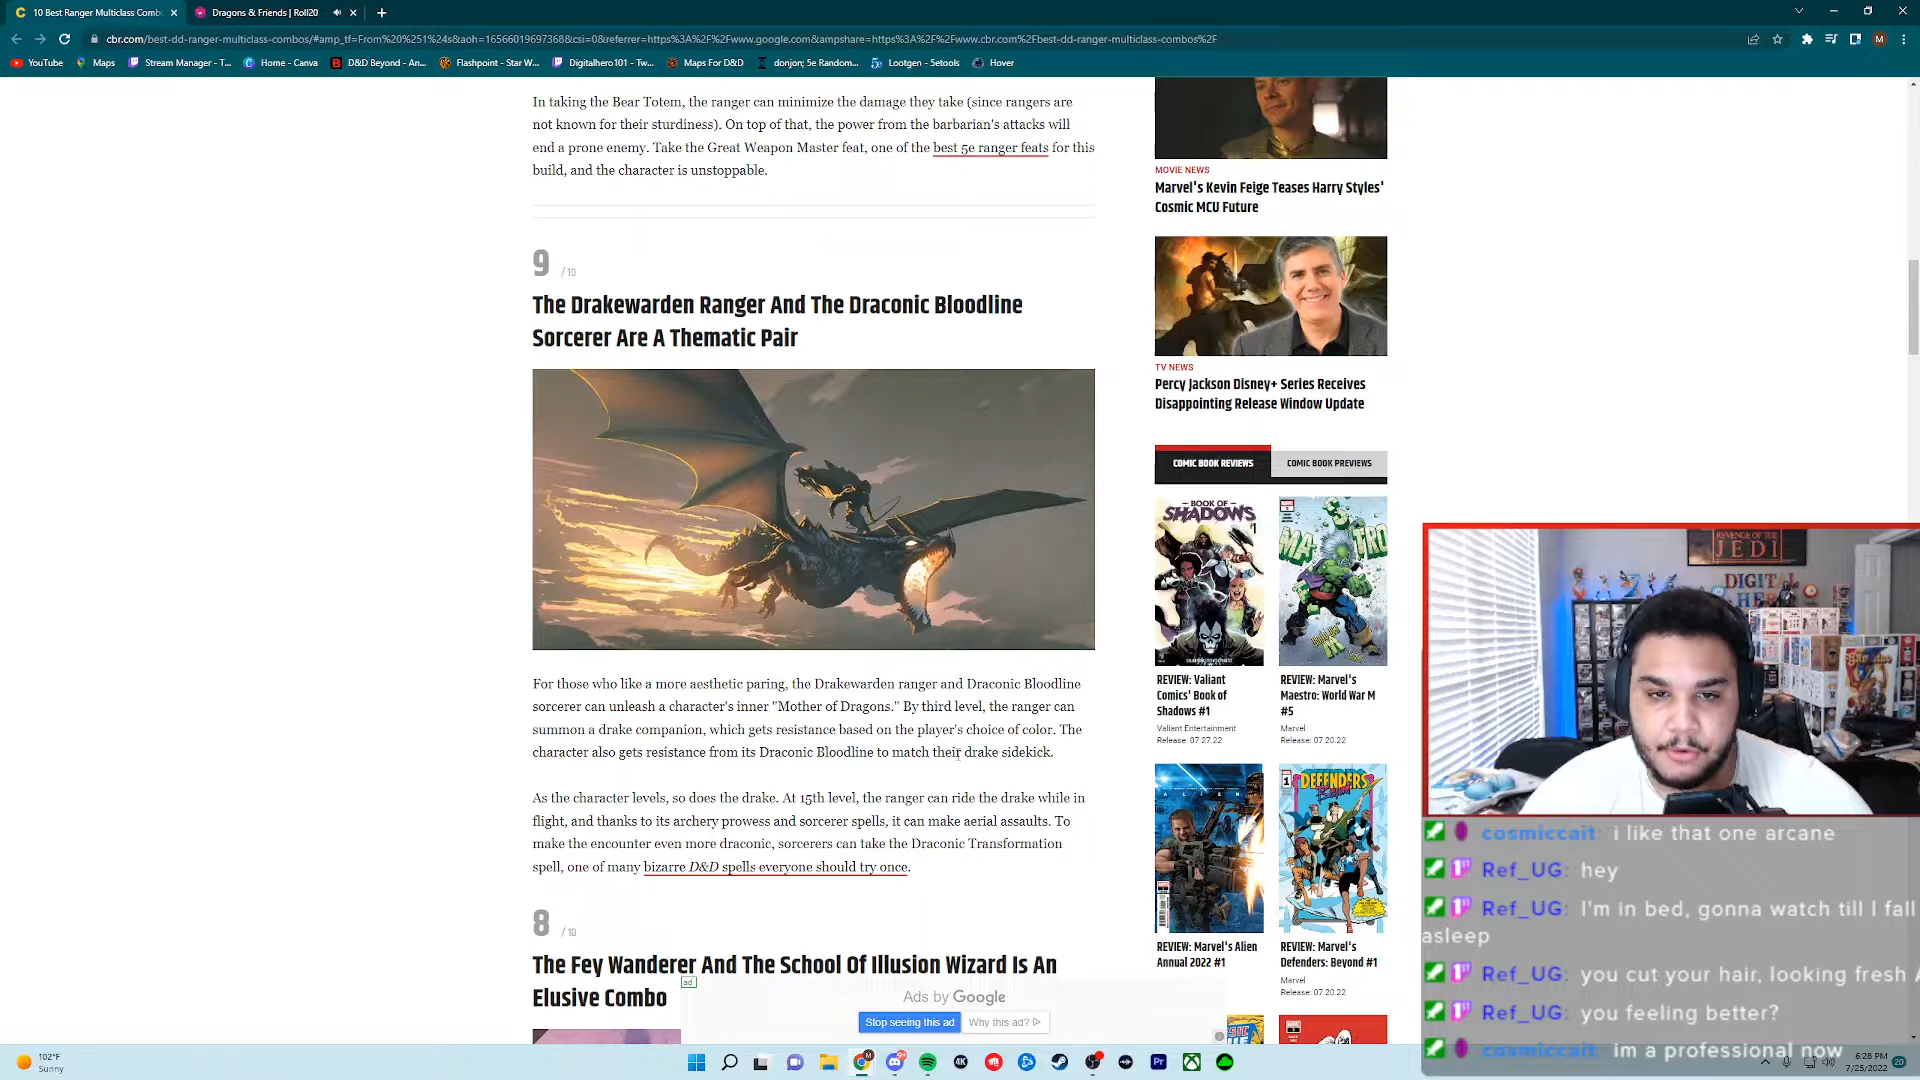 10 Best Ranger Multiclass Comb
Dragons & Friends | Roll20
cbr.com/best-dd-ranger-multiclass-combos/#amp_tf=From%20%251%24s&aoh=16566019697368&csi=0&referrer=https%3A%2F%2Fwww.google.com&ampshare=https%3A%2F%2Fwww.cbr.com%2Fbest-dd-ranger-multiclass-combos%2F
M
YouTube
Maps
Stream Manager - T...
Home - Canva
D&D Beyond - An...
Flashpoint - Star W...
Digitalhero101 - Tw...
Maps For D&D
donjon; 5e Random...
Lootgen - 5etools
Hover
In taking the Bear Totem, the ranger can minimize the damage they take (since rangers are
not known for their sturdiness). On top of that, the power from the barbarian's attacks will
end a prone enemy. Take the Great Weapon Master feat, one of the best 5e ranger feats for this
build, and the character is unstoppable.
9 /10
The Drakewarden Ranger And The Draconic Bloodline
Sorcerer Are A Thematic Pair
For those who like a more aesthetic paring, the Drakewarden ranger and Draconic Bloodline
sorcerer can unleash a character's inner "Mother of Dragons." By third level, the ranger can
summon a drake companion, which gets resistance based on the player's choice of color. The
character also gets resistance from its Draconic Bloodline to match their drake sidekick.
As the character levels, so does the drake. At 15th level, the ranger can ride the drake while in
flight, and thanks to its archery prowess and sorcerer spells, it can make aerial assaults. To
make the encounter even more draconic, sorcerers can take the Draconic Transformation
spell, one of many bizarre D&D spells everyone should try once.
8 /10
The Fey Wanderer And The School Of Illusion Wizard Is An
Elusive Combo
ad
Ads by Google
Stop seeing this ad
Why this ad?
MOVIE NEWS
Marvel's Kevin Feige Teases Harry Styles'
Cosmic MCU Future
TV NEWS
Percy Jackson Disney+ Series Receives
Disappointing Release Window Update
COMIC BOOK REVIEWS
COMIC BOOK PREVIEWS
BOOK OF
SHADOWS
#1
REVIEW: Valiant
Comics' Book of
Shadows #1
Valiant Entertainment
Release: 07.27.22
REVIEW: Marvel's
Maestro: World War M
#5
Marvel
Release: 07.20.22
ALIEN
REVIEW: Marvel's Alien
Annual 2022 #1
1
DEFENDERS
REVIEW: Marvel's
Defenders: Beyond #1
Marvel
Release: 07.20.22
REVENGE OF THE
JEDI
cosmiccait: i like that one arcane
Ref_UG: hey
Ref_UG: I'm in bed, gonna watch till I fall
asleep
Ref_UG: you cut your hair, looking fresh
Ref_UG: you feeling better?
cosmiccait: im a professional now
102°F
Sunny
9+
4K
Pr
6:28 PM
7/25/2022
20